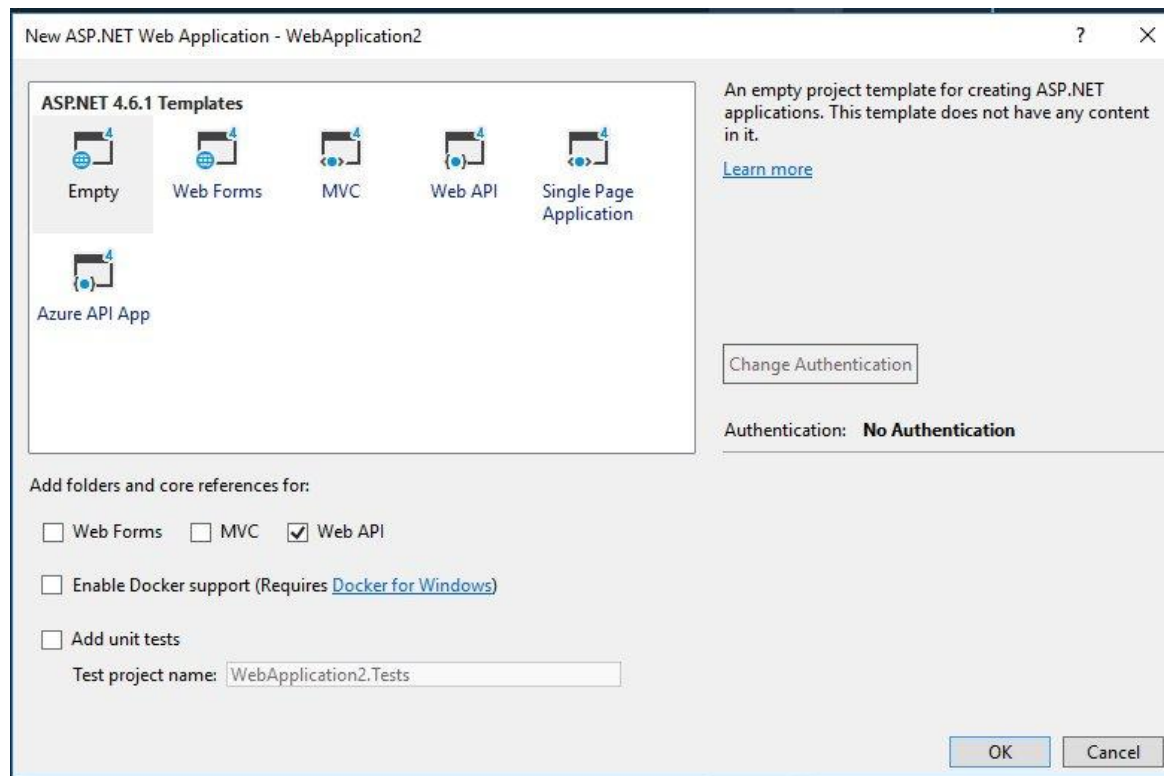 New ASP.NET Web Application - WebApplication2
?
ASP.NET 4.6.1 Templates
4
Empty
4
Web Forms
4
MVC
4
Web API
4
Single Page
Application
4
Azure API App
An empty project template for creating ASP.NET
applications. This template does not have any content
in it.
Learn more
Change Authentication
Authentication: No Authentication
Add folders and core references for:
Web Forms MVC Web API
Enable Docker support (Requires Docker for Windows)
Add unit tests
Test project name: WebApplication2.Tests
OK Cancel